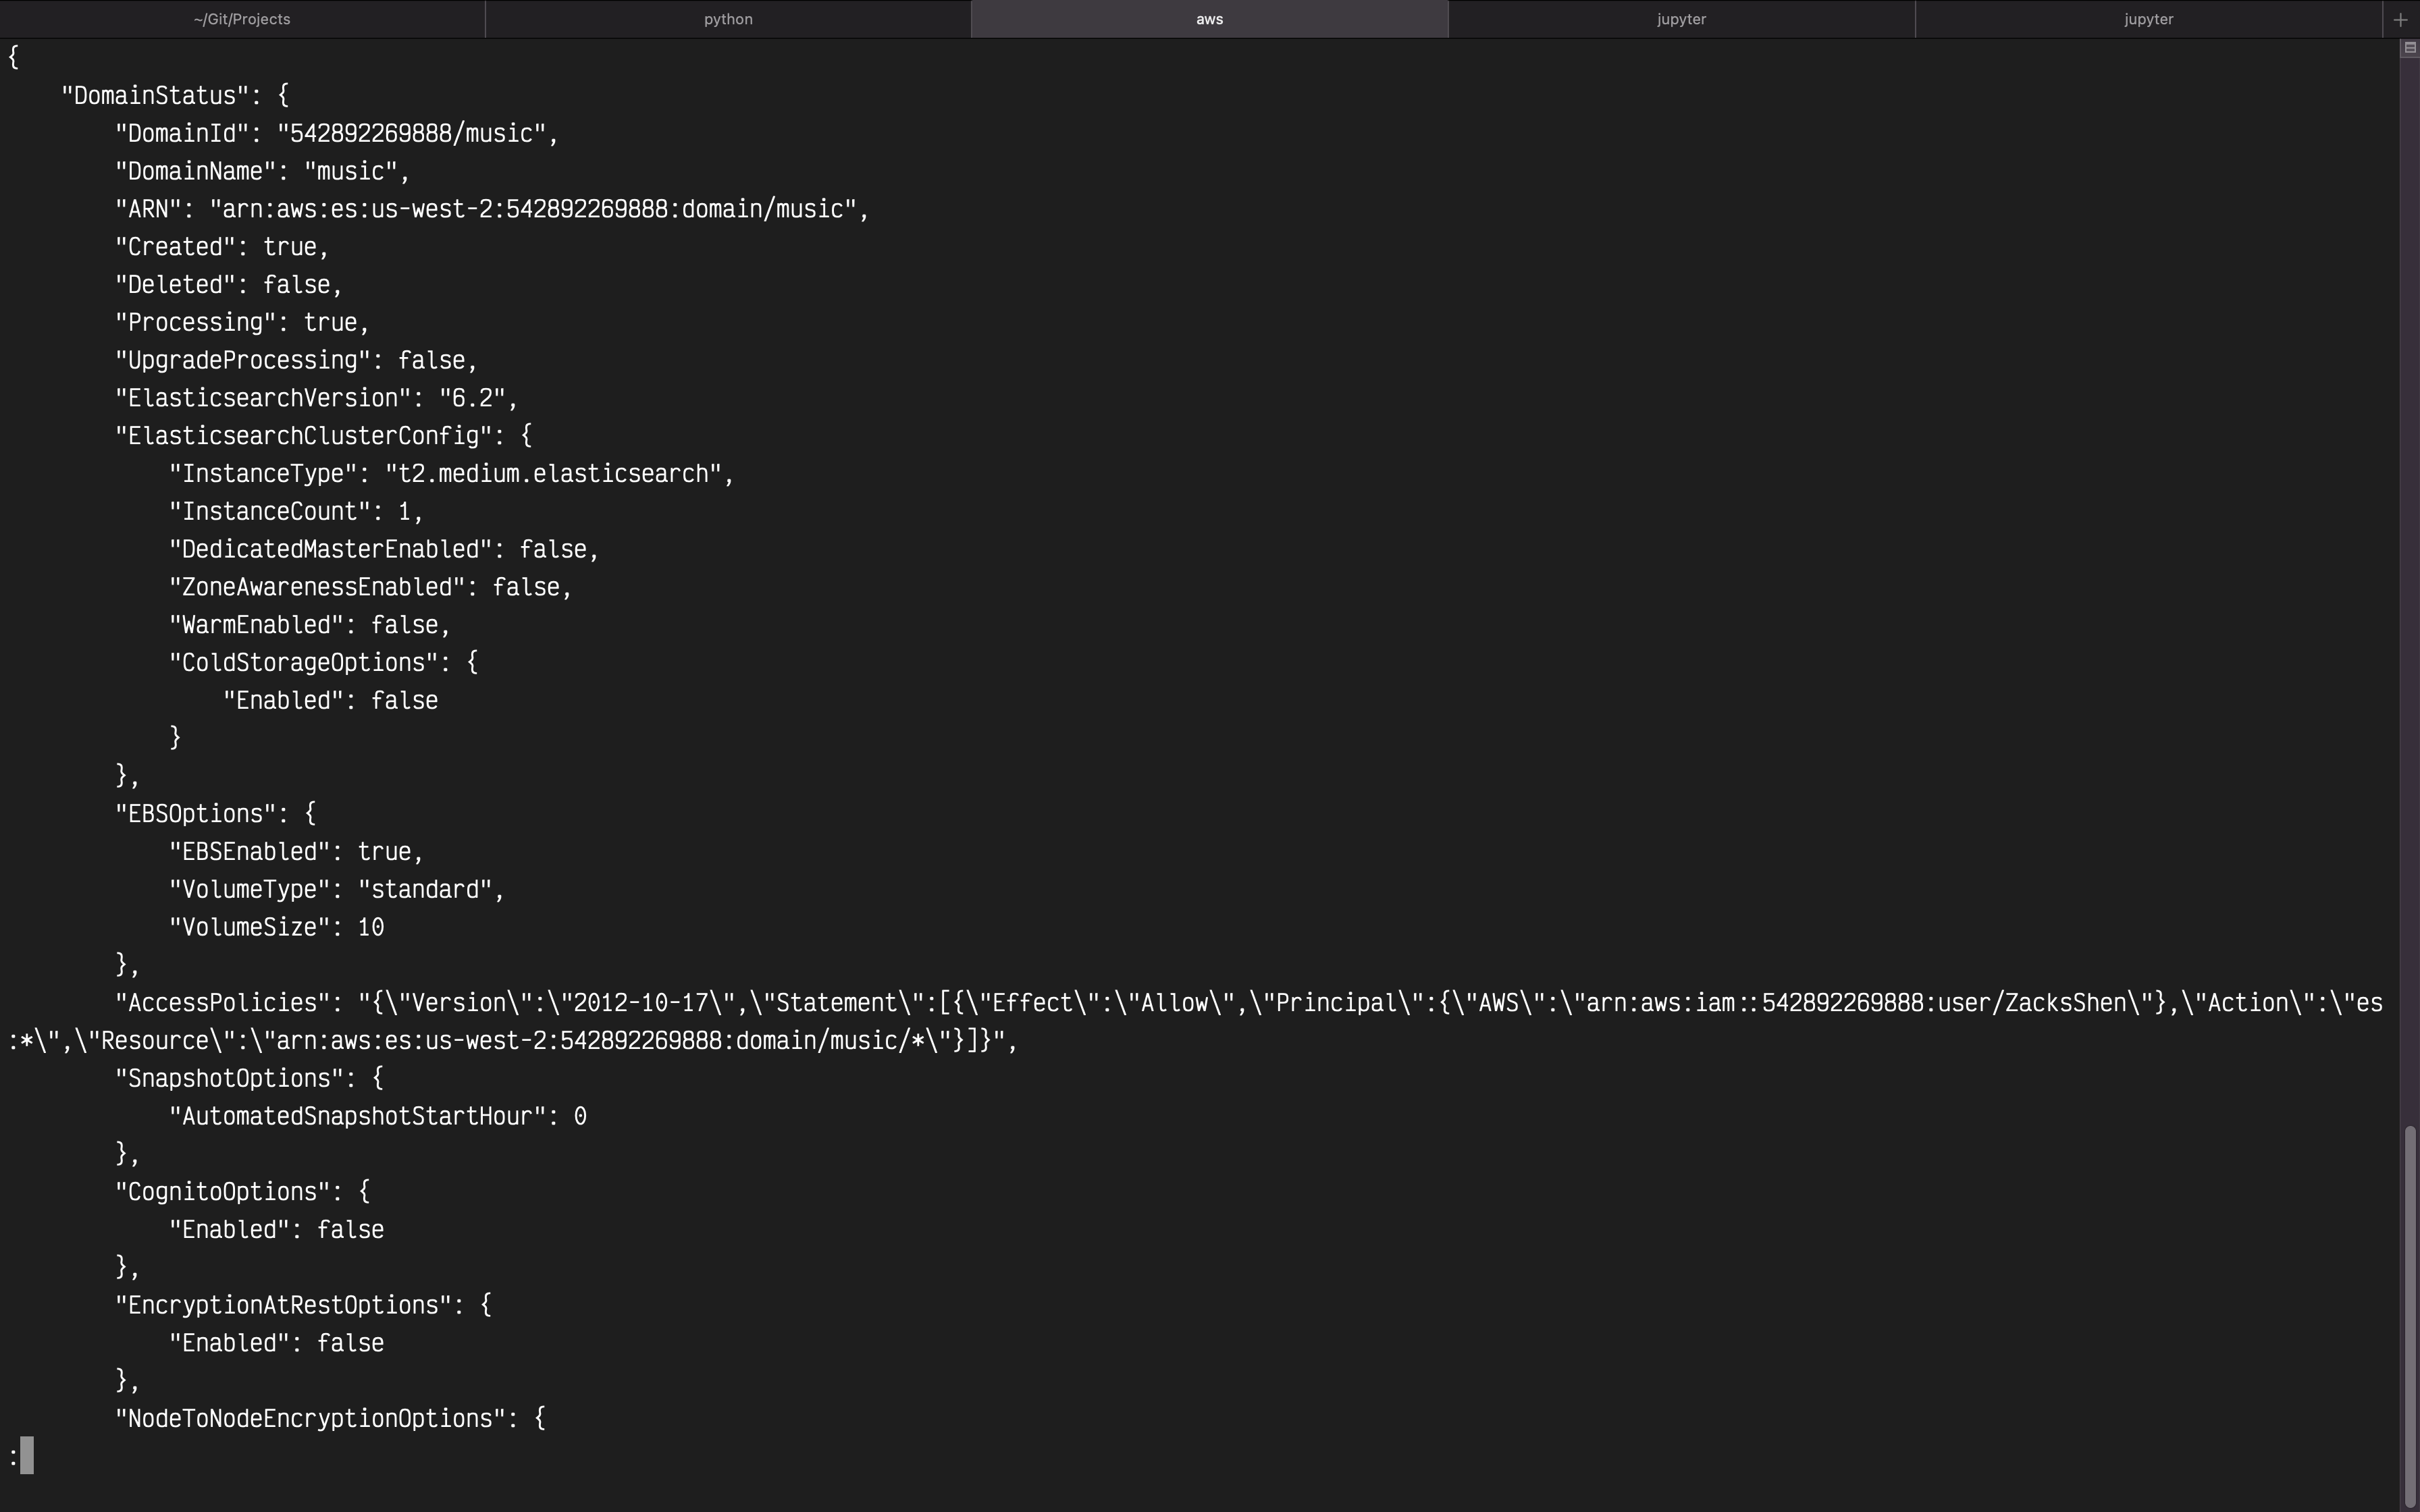 ~/Git/Projects python aws jupyter jupyter +
{
    "DomainStatus": {
        "DomainId": "542892269888/music",
        "DomainName": "music",
        "ARN": "arn:aws:es:us-west-2:542892269888:domain/music",
        "Created": true,
        "Deleted": false,
        "Processing": true,
        "UpgradeProcessing": false,
        "ElasticsearchVersion": "6.2",
        "ElasticsearchClusterConfig": {
            "InstanceType": "t2.medium.elasticsearch",
            "InstanceCount": 1,
            "DedicatedMasterEnabled": false,
            "ZoneAwarenessEnabled": false,
            "WarmEnabled": false,
            "ColdStorageOptions": {
                "Enabled": false
            }
        },
        "EBSOptions": {
            "EBSEnabled": true,
            "VolumeType": "standard",
            "VolumeSize": 10
        },
        "AccessPolicies": "{\"Version\":\"2012-10-17\",\"Statement\":[{\"Effect\":\"Allow\",\"Principal\":{\"AWS\":\"arn:aws:iam::542892269888:user/ZacksShen\"},\"Action\":\"es
:*\",\"Resource\":\"arn:aws:es:us-west-2:542892269888:domain/music/*\"}]}",
        "SnapshotOptions": {
            "AutomatedSnapshotStartHour": 0
        },
        "CognitoOptions": {
            "Enabled": false
        },
        "EncryptionAtRestOptions": {
            "Enabled": false
        },
        "NodeToNodeEncryptionOptions": {
: